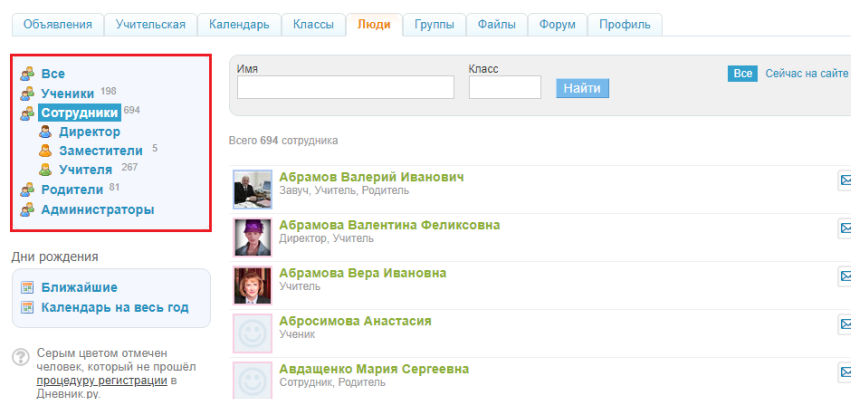 Объявления Учительская Календарь Классы Люди Группы Файлы Форум Профиль
Все
Ученики 198
Сотрудники 694
Директор
Заместители 5
Учителя 267
Родители 81
Администраторы
Дни рождения
Ближайшие
Календарь на весь год
? Серым цветом отмечен
человек, который не прошёл
процедуру регистрации в
Дневник.ру.
Имя Класс
Найти Все Сейчас на сайте
Всего 694 сотрудника
Абрамов Валерий Иванович
Завуч, Учитель, Родитель
Абрамова Валентина Феликсовна
Директор, Учитель
Абрамова Вера Ивановна
Учитель
Абросимова Анастасия
Ученик
Авдащенко Мария Сергеевна
Сотрудник, Родитель